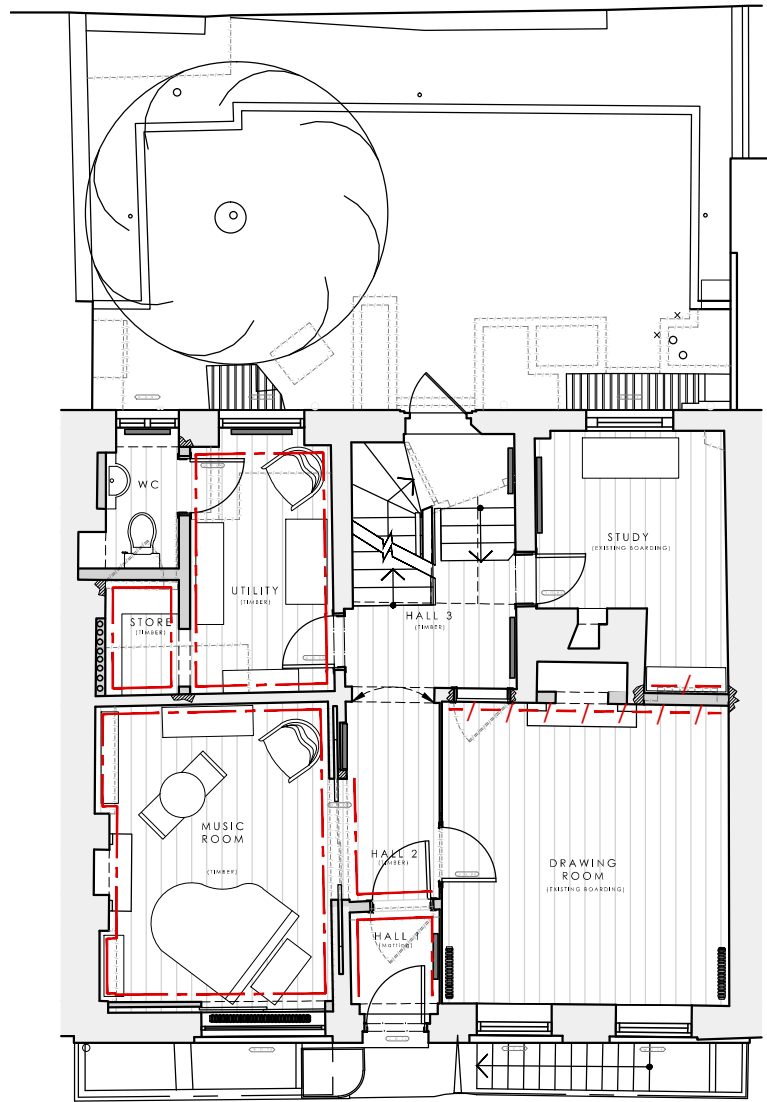 WC
STUDY
(EXISTING BOARDING)
UTILITY
(TIMBER)
STORE
(TIMBER)
HALL 3
(TIMBER)
MUSIC
ROOM
(TIMBER)
HALL 2
(TIMBER)
DRAWING
ROOM
(EXISTING BOARDING)
HALL
(Matting)